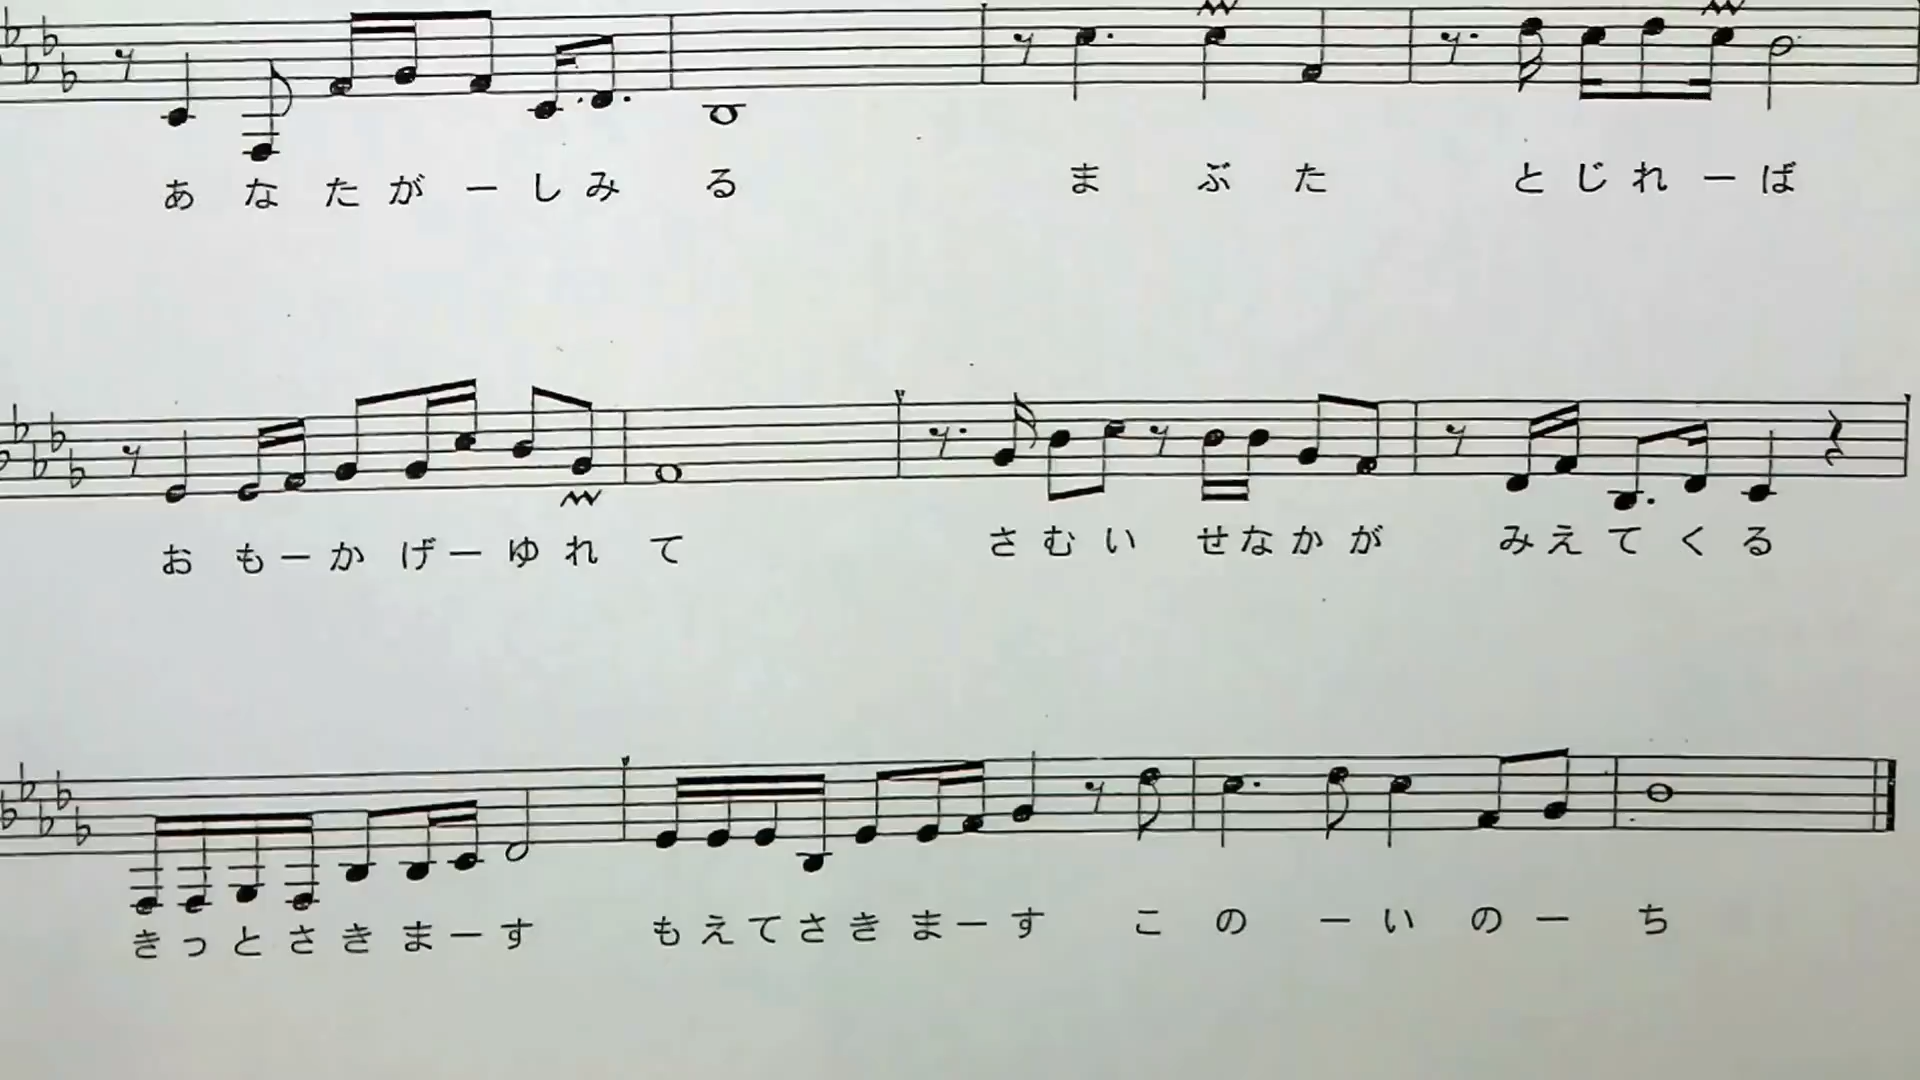 あなたがーしみる まぶた とじれーば
おもーかげーゆれて さむい せなかが みえてくる
きっとさきまーす もえてさきまーす この ーいのーち